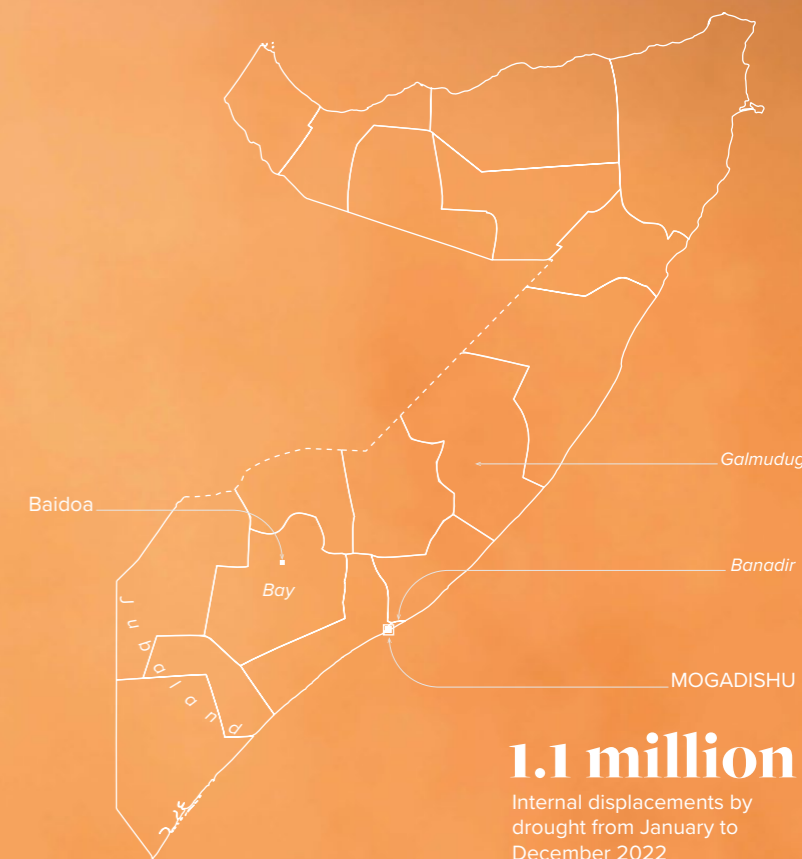 Galmudug
Baidoa
Banadir
Bay
Jubaland
MOGADISHU
1.1 million
Internal displacements by
drought from January to
December 2022